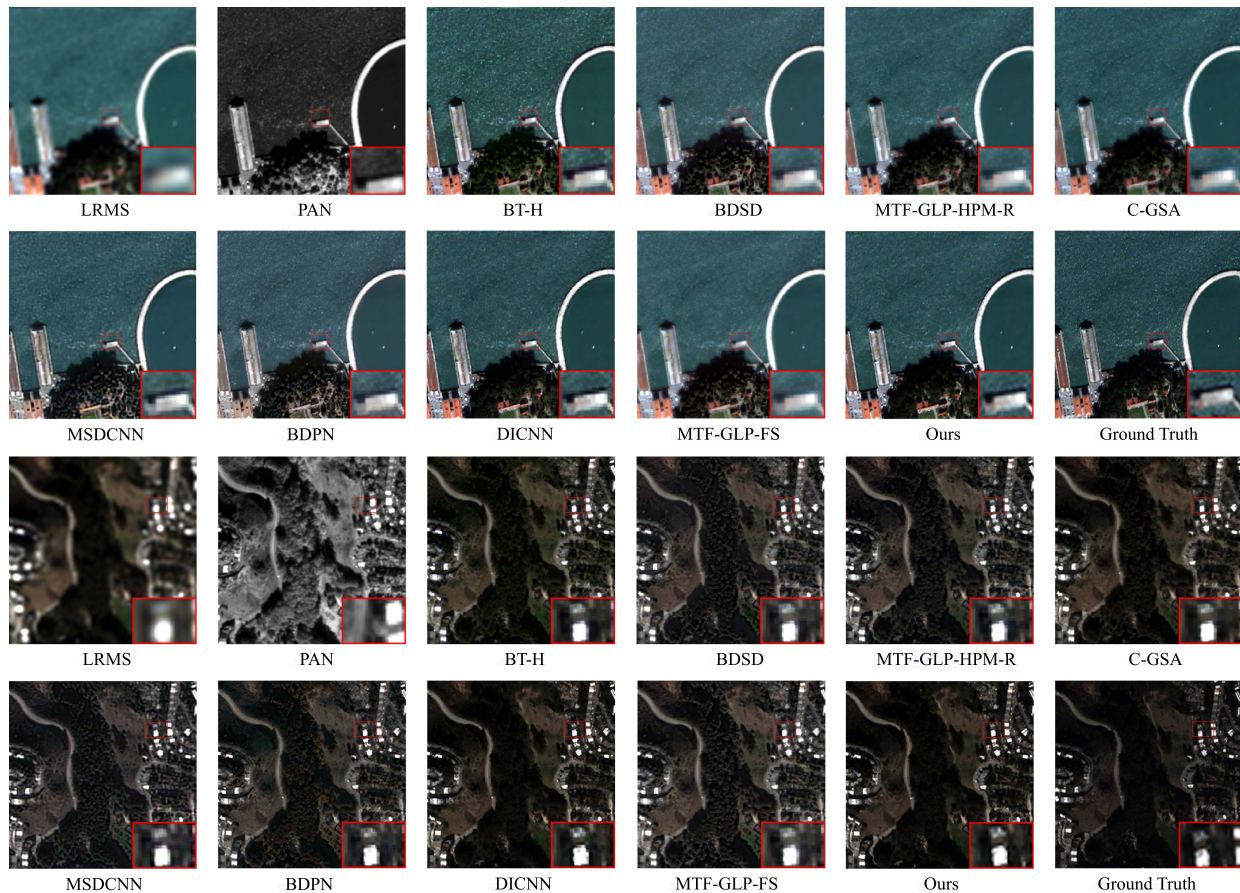 LRMS PAN BT-H BDSD MTF-GLP-HPM-R C-GSA
MSDCNN BDPN DICNN MTF-GLP-FS Ours Ground Truth
LRMS PAN BT-H BDSD MTF-GLP-HPM-R C-GSA
MSDCNN BDPN DICNN MTF-GLP-FS Ours Ground Truth